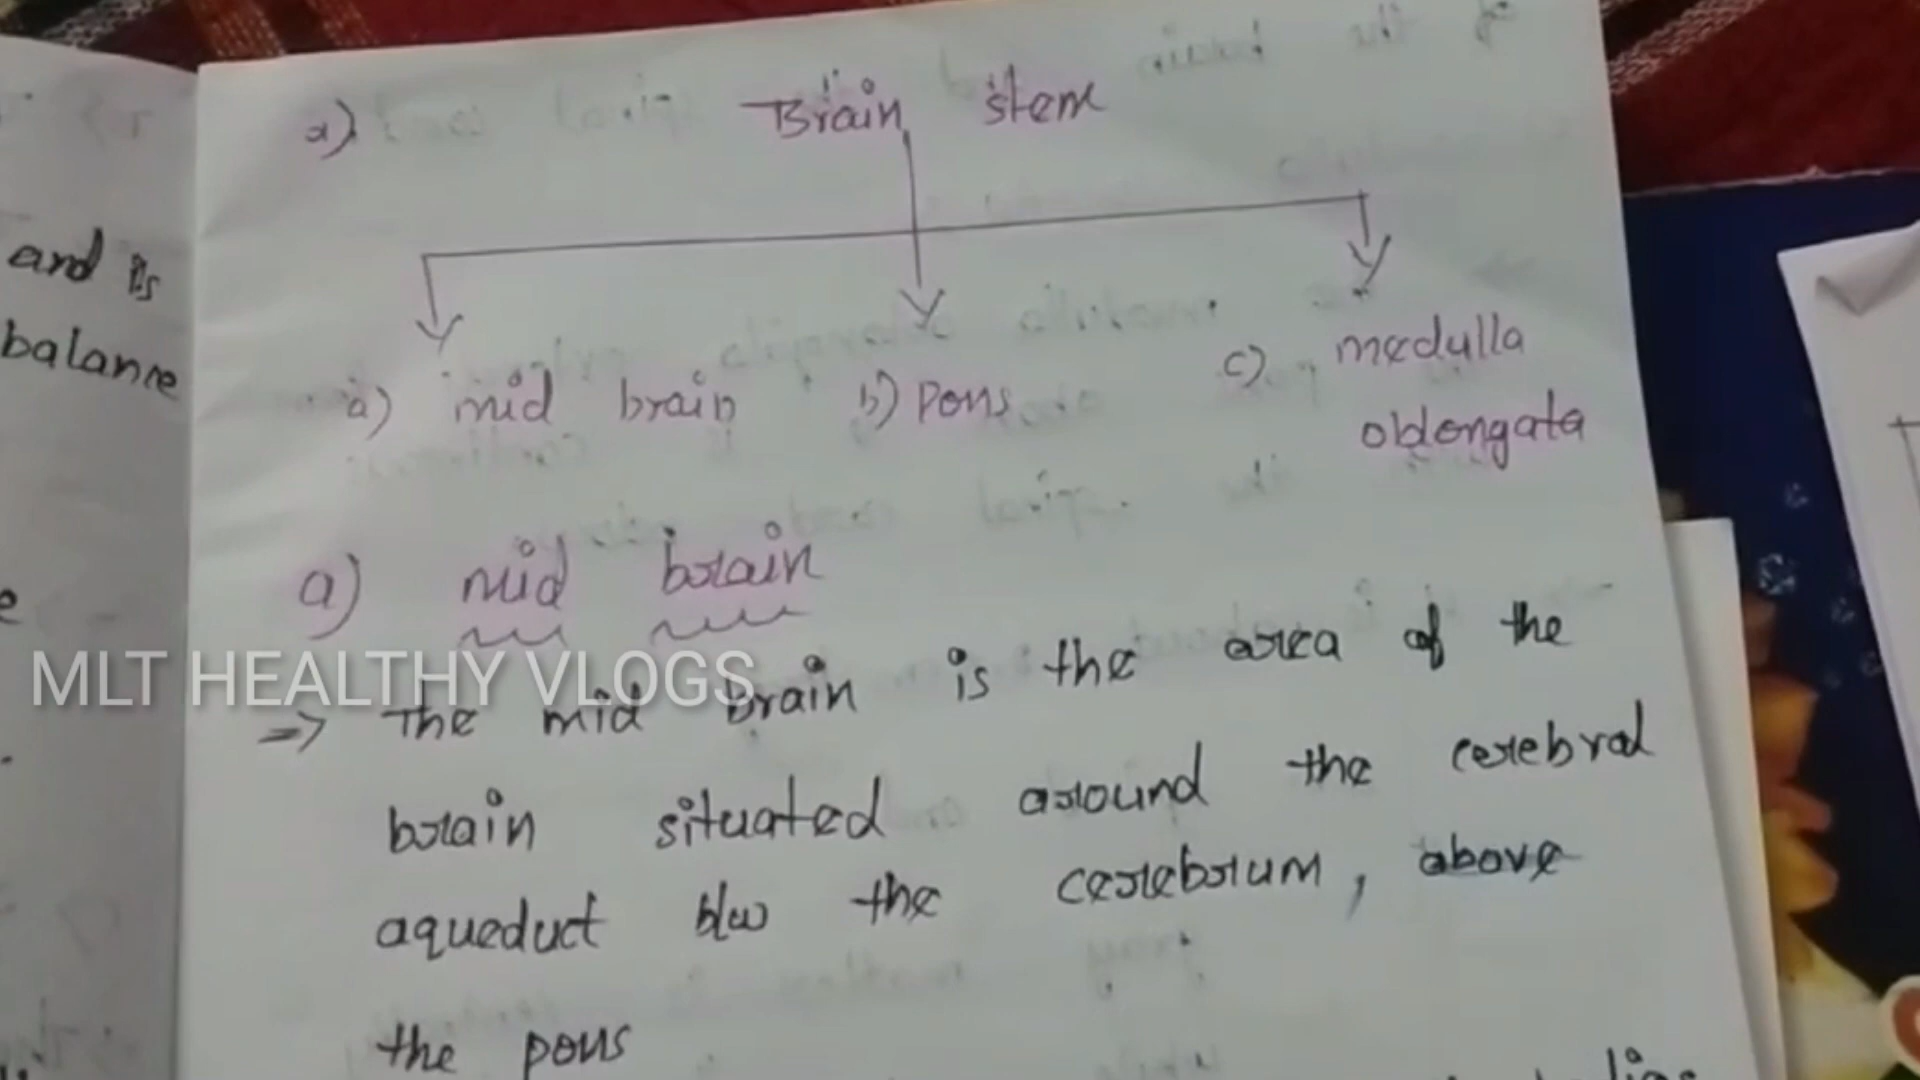 and is
balance
a) Brain stem
a) mid brain b) pons c) medulla
oblongata
a) mid brain
MLT HEALTHY VLOGS
=> The mid brain is the area of the
brain situated around the cerebral
aqueduct b/w the cerebrum, above
the pons